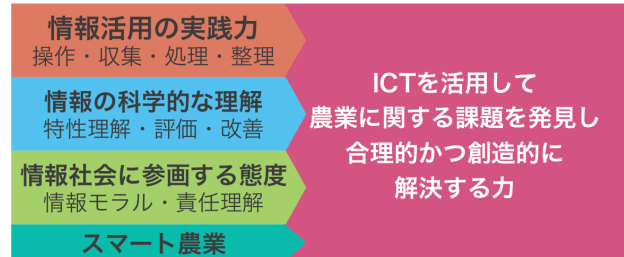 情報活用の実践力
操作・収集・処理・整理
情報の科学的な理解
特性理解・評価・改善
情報社会に参画する態度
情報モラル・責任理解
スマート農業
ICTを活用して
農業に関する課題を発見し
合理的かつ創造的に
解決する力